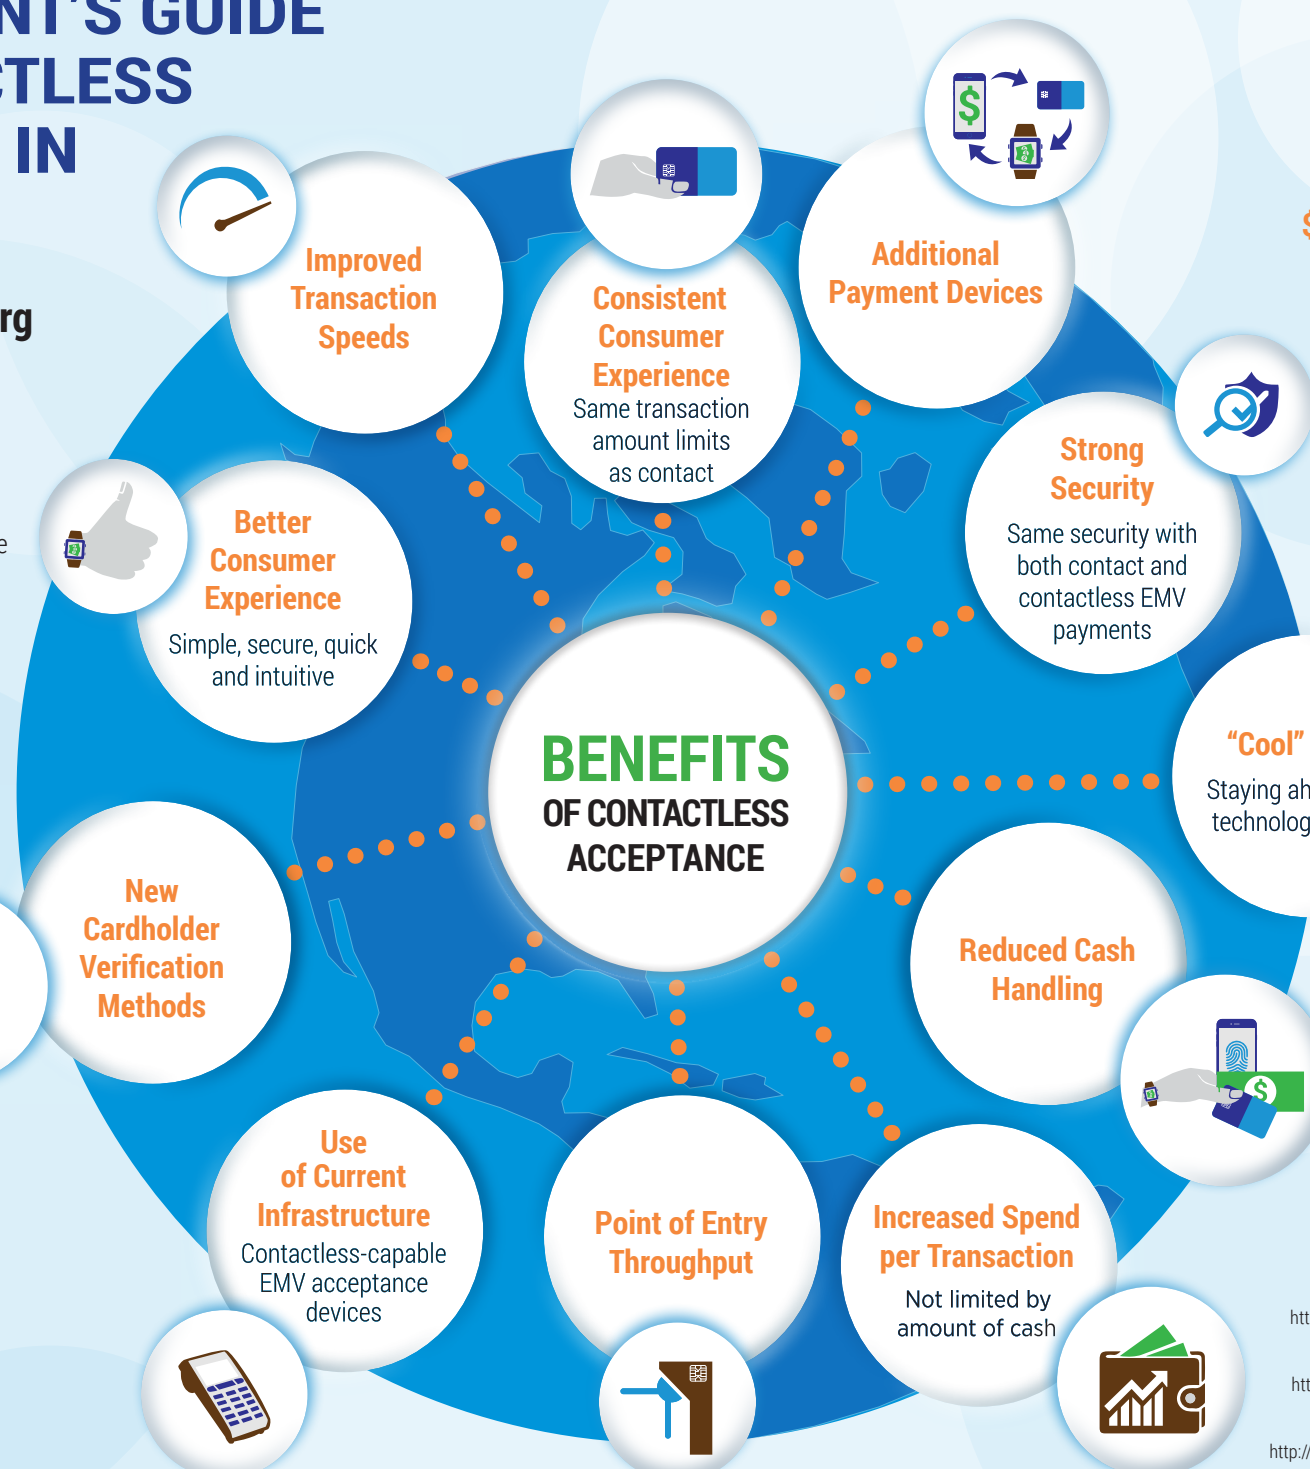 NT'S GUIDE
CTLESS
IN
rg
e
$
Improved
Transaction
Speeds
Consistent
Consumer
Experience
Same transaction
amount limits
as contact
Additional
Payment Devices
$
Strong
Security
Same security with
both contact and
contactless EMV
payments
Better
Consumer
Experience
Simple, secure, quick
and intuitive
BENEFITS
OF CONTACTLESS
ACCEPTANCE
“Cool”
Staying ah
technolog
New
Cardholder
Verification
Methods
Reduced Cash
Handling
$
Use
of Current
Infrastructure
Contactless-capable
EMV acceptance
devices
Point of Entry
Throughput
Increased Spend
per Transaction
Not limited by
amount of cash
htt
htt
http://